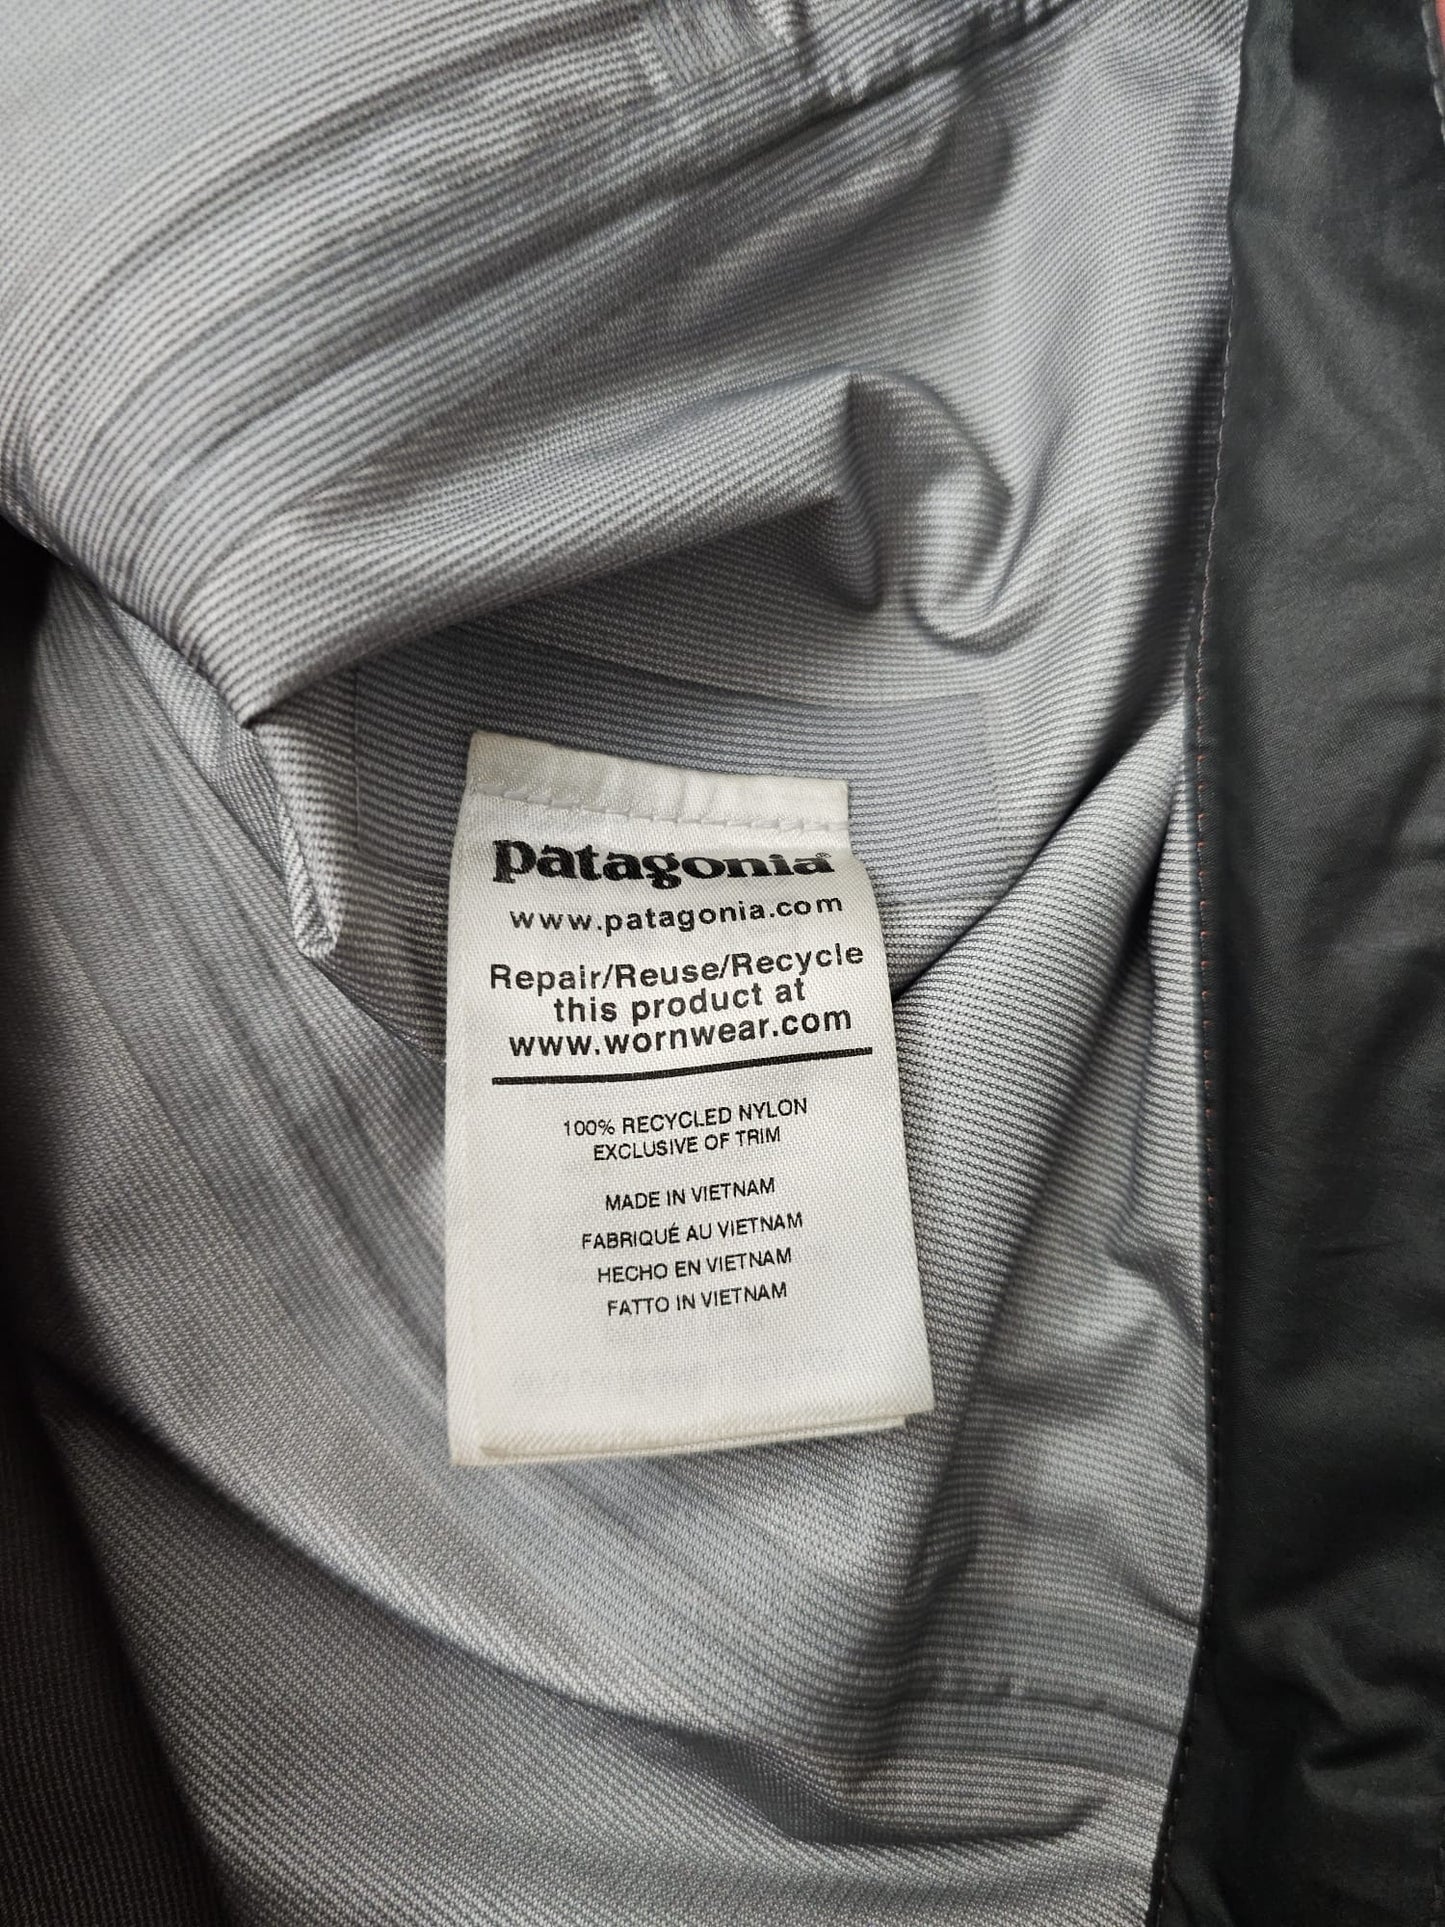 patagonia®
www.patagonia.com
Repair/Reuse/Recycle
this product at
www.wornwear.com
100% RECYCLED NYLON
EXCLUSIVE OF TRIM
MADE IN VIETNAM
FABRIQUÉ AU VIETNAM
HECHO EN VIETNAM
FATTO IN VIETNAM